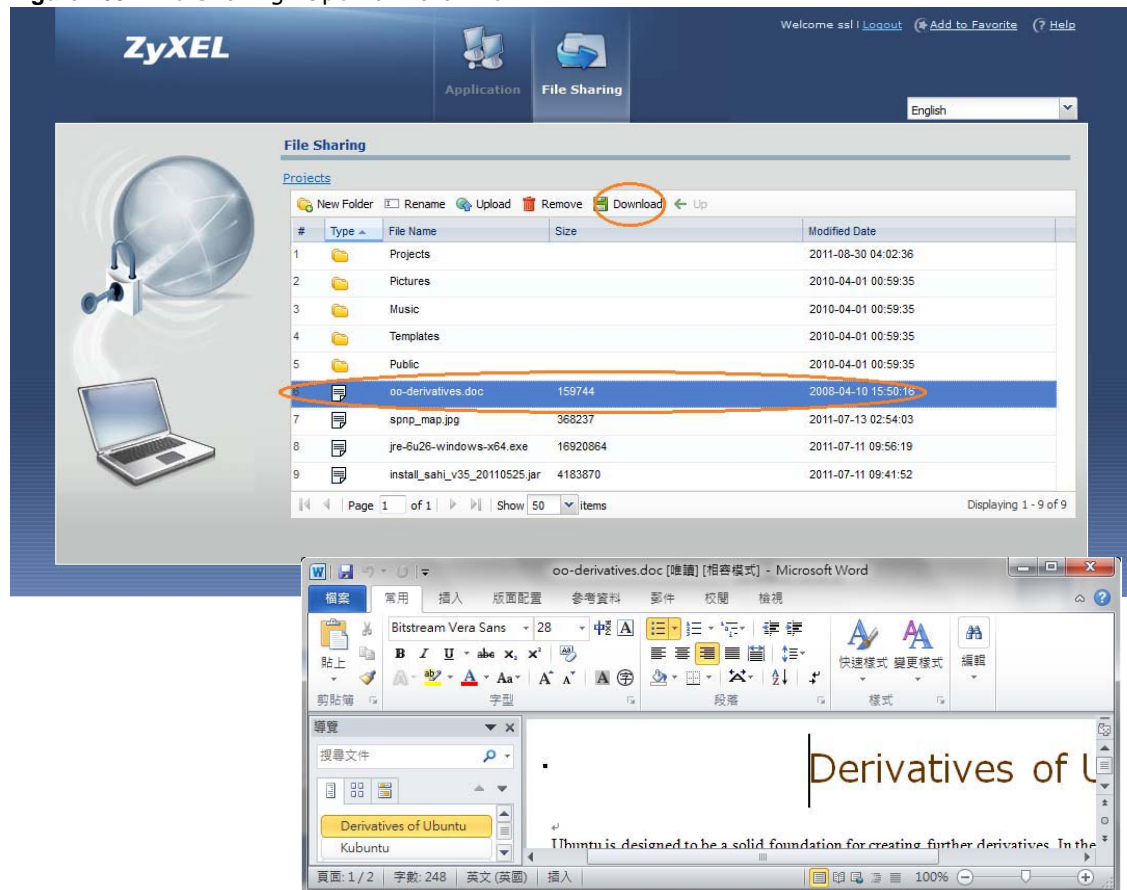 ZyXEL
Welcome ssl | Logout Add to Favorite ? Help
Application File Sharing
English
File Sharing
Projects
New Folder Rename Upload Remove Download Up
# Type File Name Size Modified Date
1 Projects 2011-08-30 04:02:36
2 Pictures 2010-04-01 00:59:35
3 Music 2010-04-01 00:59:35
4 Templates 2010-04-01 00:59:35
5 Public 2010-04-01 00:59:35
6 oo-derivatives.doc 159744 2008-04-10 15:50:16
7 spnp_map.jpg 368237 2011-07-13 02:54:03
8 jre-6u26-windows-x64.exe 16920864 2011-07-11 09:56:19
9 install_sahi_v35_20110525.jar 4183870 2011-07-11 09:41:52
Page 1 of 1 Show 50 items Displaying 1 - 9 of 9
oo-derivatives.doc [唯讀] [相容模式] - Microsoft Word
檔案 常用 插入 版面配置 參考資料 郵件 校閱 檢視
Bitstream Vera Sans 28
貼上 快速樣式 變更樣式 編輯
剪貼簿 字型 段落 樣式
導覽
搜尋文件
Derivatives of U
Derivatives of Ubuntu
Kubuntu
Ubuntu is designed to be a solid foundation for creating further derivatives. In the
頁面: 1 / 2 字數: 248 英文 (英國) 插入 100%